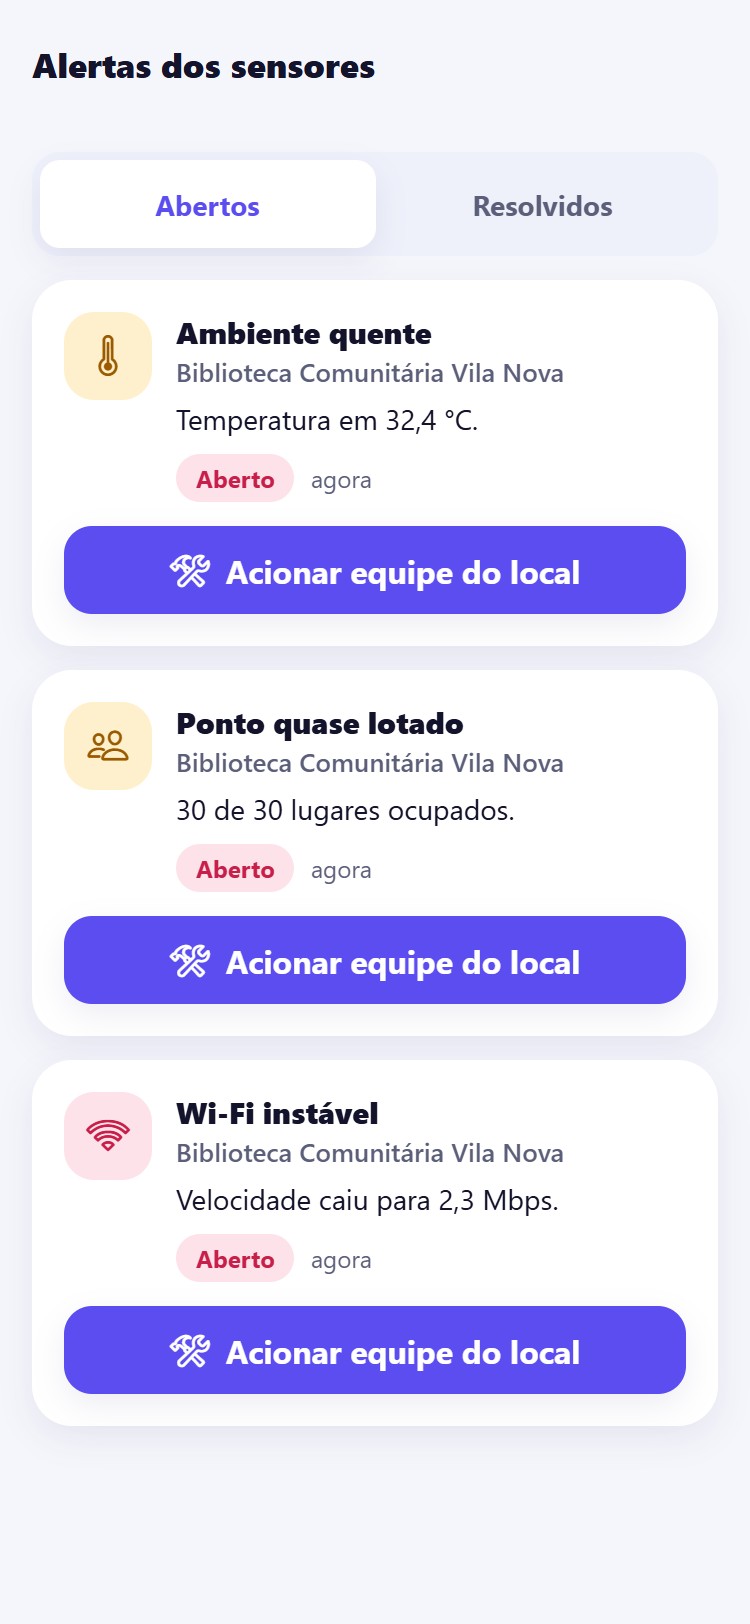 Alertas dos sensores
Abertos
Resolvidos
Ambiente quente
Biblioteca Comunitária Vila Nova
Temperatura em 32,4 °C.
Aberto agora
Acionar equipe do local
Ponto quase lotado
Biblioteca Comunitária Vila Nova
30 de 30 lugares ocupados.
Aberto agora
Acionar equipe do local
Wi-Fi instável
Biblioteca Comunitária Vila Nova
Velocidade caiu para 2,3 Mbps.
Aberto agora
Acionar equipe do local